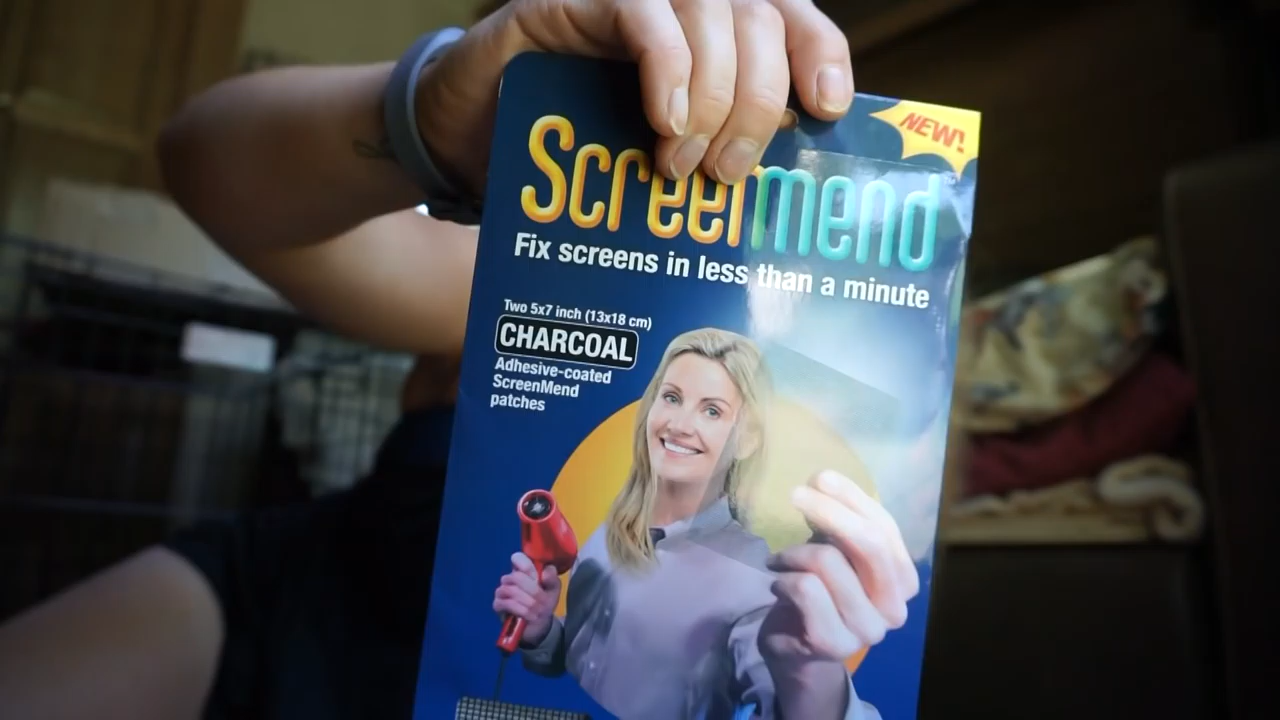 NEW!
Screenmend
Fix screens in less than a minute
Two 5x7 inch (13x18 cm)
CHARCOAL
Adhesive-coated
ScreenMend
patches